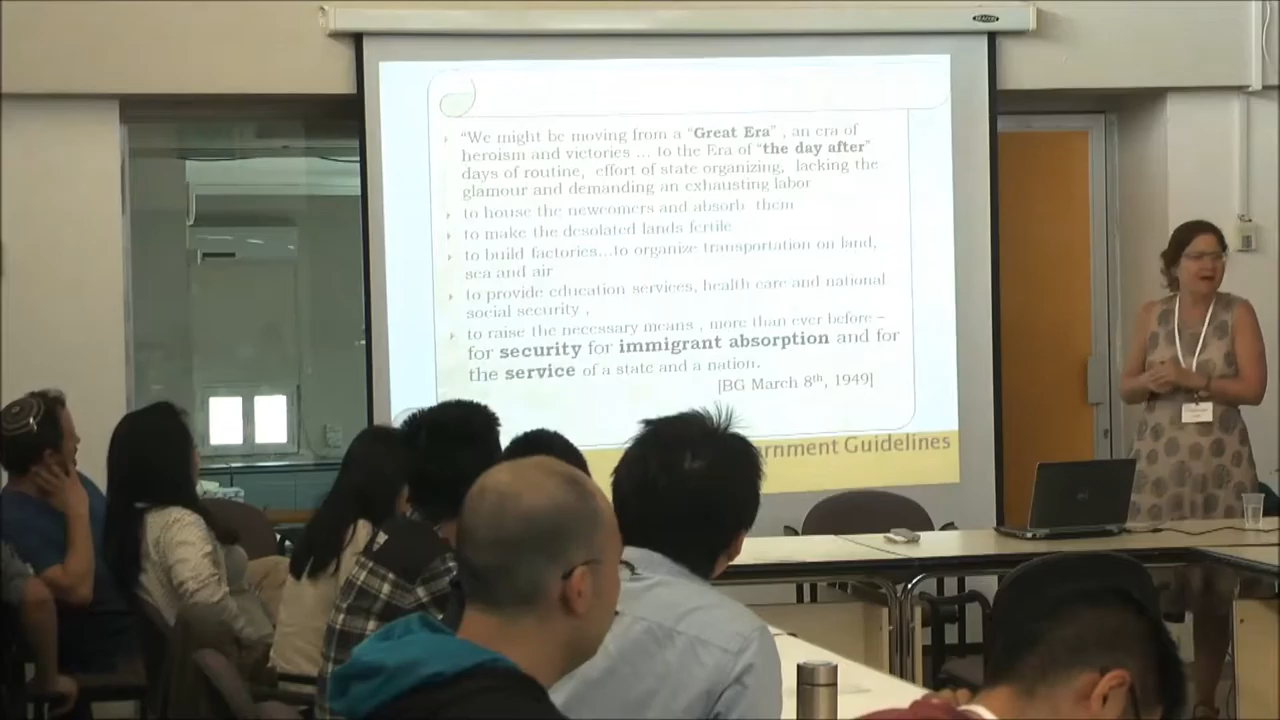 "We might be moving from a "Great Era" , an era of
heroism and victories ... to the Era of "the day after"
days of routine, effort of state organizing, lacking the
glamour and demanding an exhausting labor
to house the newcomers and absorb them
to make the desolated lands fertile
to build factories...to organize transportation on land,
sea and air
to provide education services, health care and national
social security ,
to raise the necessary means , more than ever before –
for security for immigrant absorption and for
the service of a state and a nation.
[BG March 8th, 1949]
rnment Guidelines